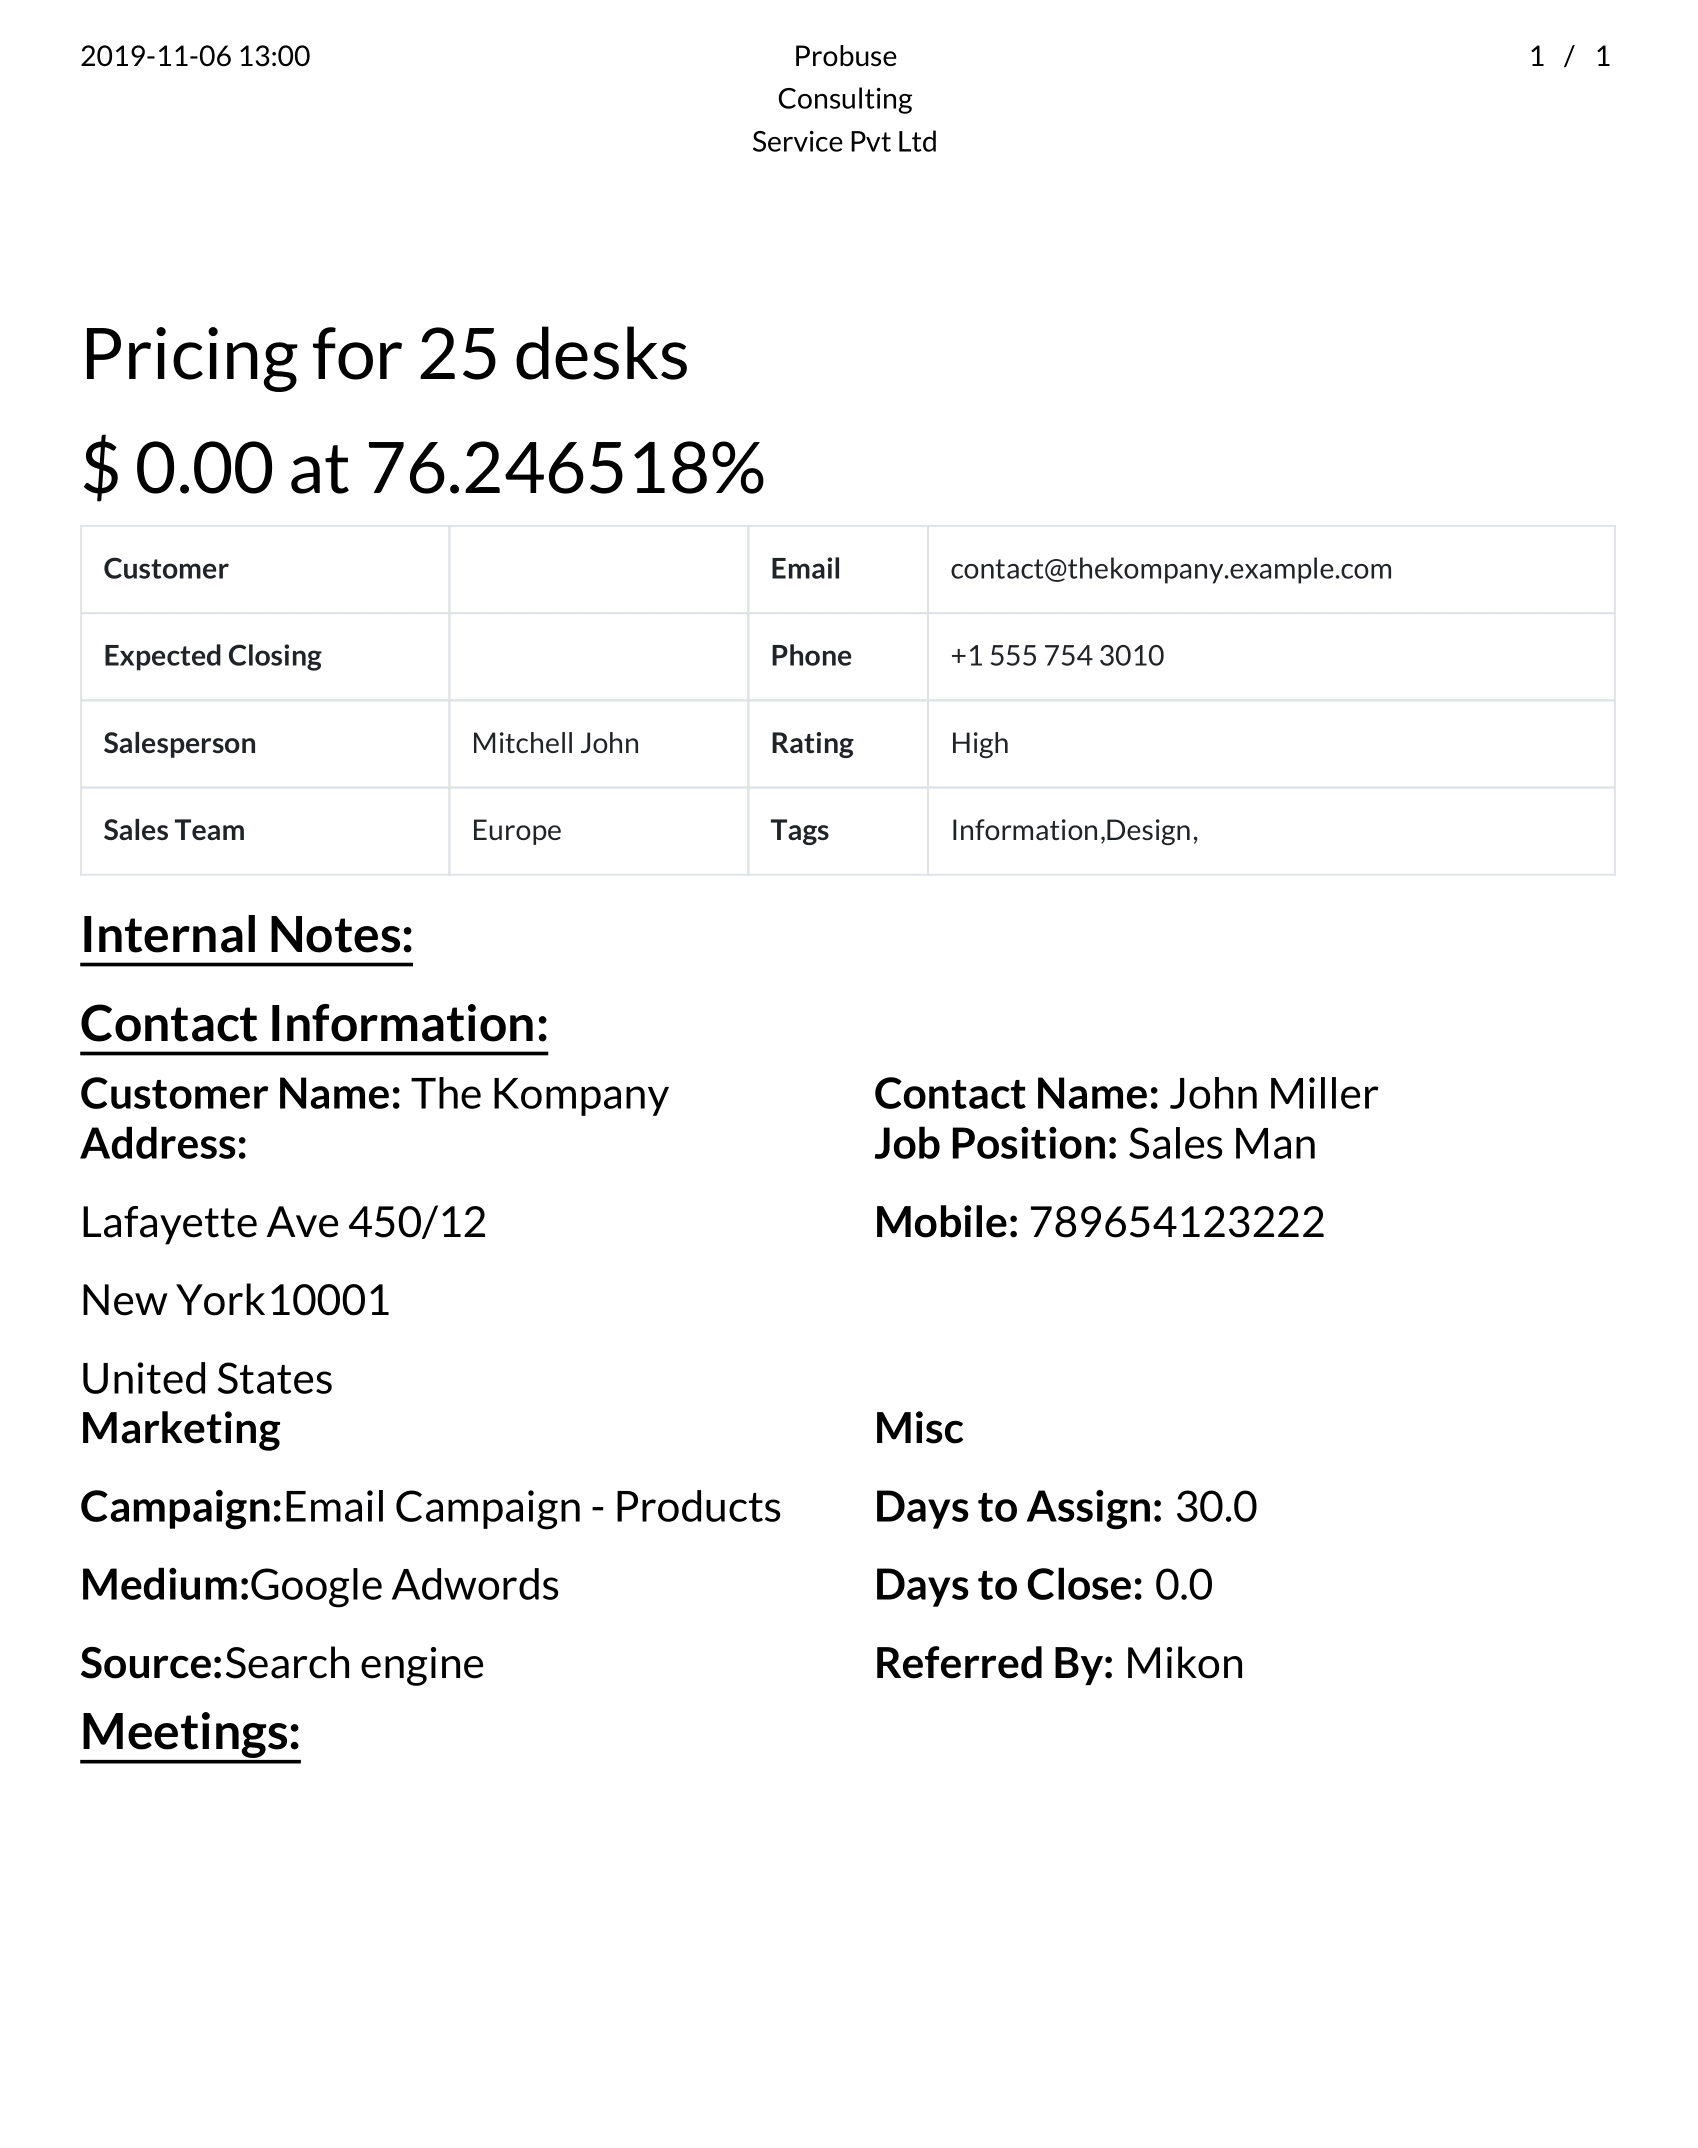 2019-11-06 13:00
Probuse
Consulting
Service Pvt Ltd
1 / 1
Pricing for 25 desks
$ 0.00 at 76.246518%
Customer Email contact@thekompany.example.com
Expected Closing Phone +1 555 754 3010
Salesperson Mitchell John Rating High
Sales Team Europe Tags Information,Design,
Internal Notes:
Contact Information:
Customer Name: The Kompany
Address:
Lafayette Ave 450/12
New York10001
United States
Contact Name: John Miller
Job Position: Sales Man
Mobile: 789654123222
Marketing
Campaign:Email Campaign - Products
Medium:Google Adwords
Source:Search engine
Misc
Days to Assign: 30.0
Days to Close: 0.0
Referred By: Mikon
Meetings: